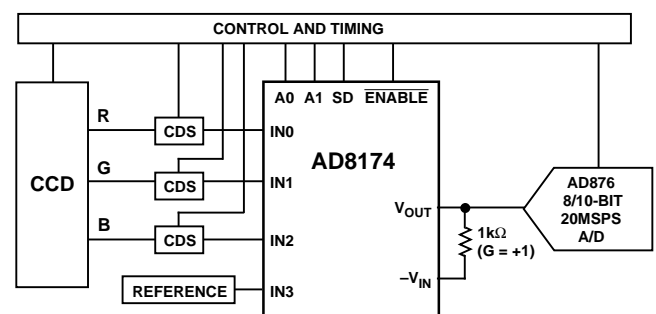 CONTROL AND TIMING
A0 A1 SD ENABLE
R
CDS
IN0
AD8174
G
CCD
CDS
IN1
AD876
8/10-BIT
20MSPS
A/D
VOUT
B
CDS
IN2
1kΩ
(G = +1)
–VIN
REFERENCE
IN3